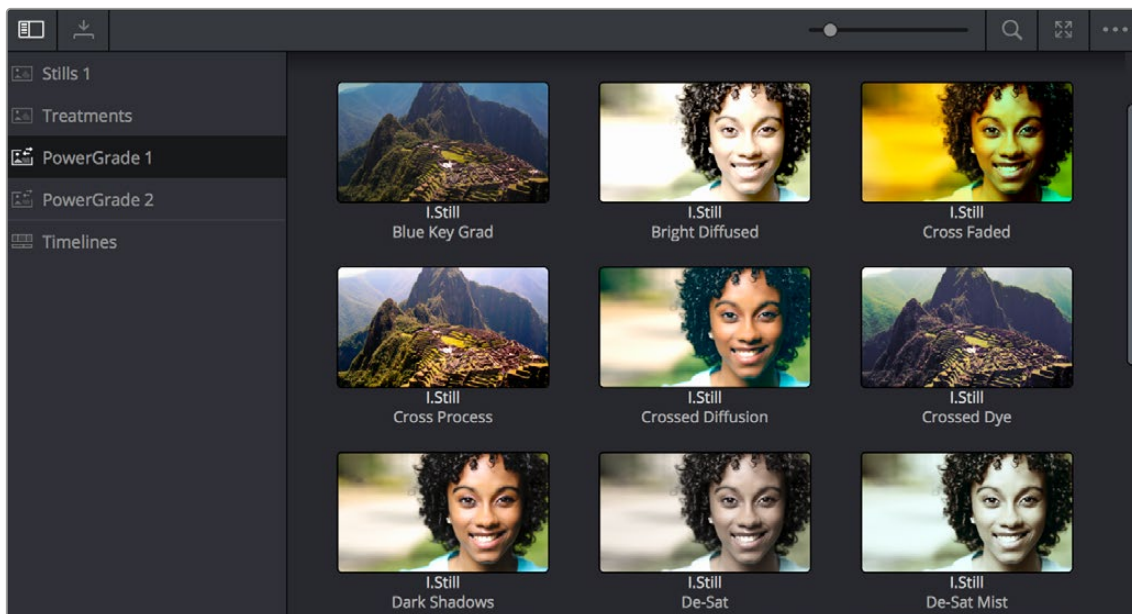 Stills 1
Treatments
PowerGrade 1
PowerGrade 2
Timelines
I.Still
Blue Key Grad
I.Still
Bright Diffused
I.Still
Cross Faded
I.Still
Cross Process
I.Still
Crossed Diffusion
I.Still
Crossed Dye
I.Still
Dark Shadows
I.Still
De-Sat
I.Still
De-Sat Mist